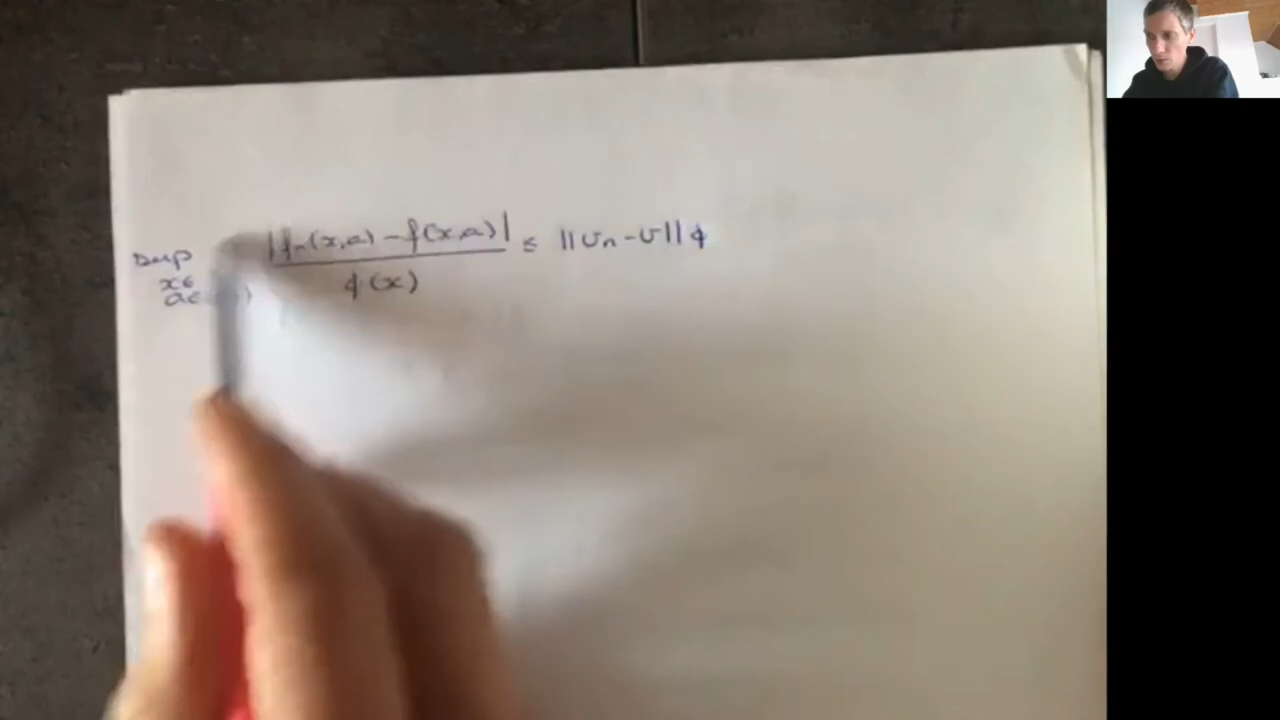 sup |fn(x,a) - f(x,a)| ≤ ||vn - v||φ
x∈ φ(x)
a∈ )